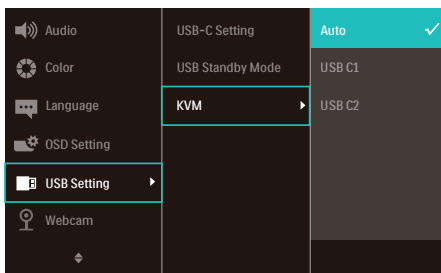 Audio
Color
Language
OSD Setting
USB Setting
Webcam
USB-C Setting
USB Standby Mode
KVM
Auto
USB C1
USB C2